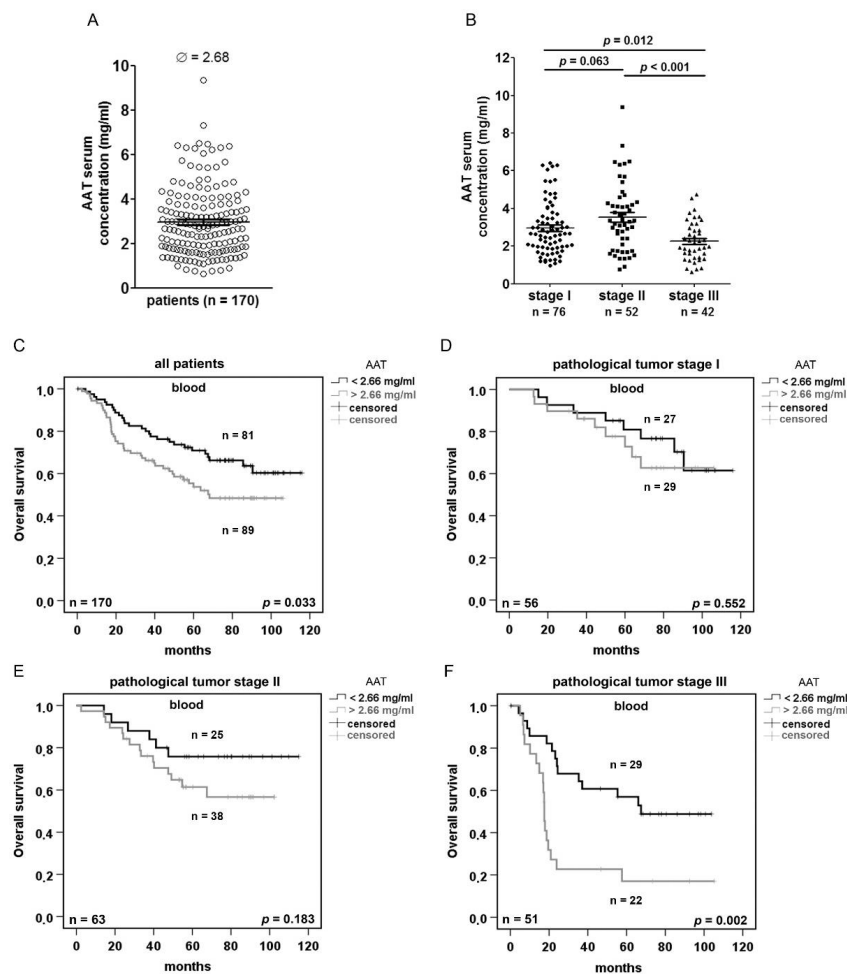 A
∅ = 2.68
AAT serum
concentration (mg/ml)
10
8
6
4
2
0
patients (n = 170)
B
p = 0.012
p = 0.063
p < 0.001
AAT serum
concentration (mg/ml)
12
10
8
6
4
2
0
stage I
stage II
stage III
n = 76
n = 52
n = 42
C
all patients
AAT
blood
< 2.66 mg/ml
> 2.66 mg/ml
censored
censored
Overall survival
1,0
0,8
0,6
0,4
0,2
0,0
n = 81
n = 89
n = 170
p = 0.033
0 20 40 60 80 100 120
months
D
pathological tumor stage I
AAT
blood
< 2.66 mg/ml
> 2.66 mg/ml
censored
censored
Overall survival
1,0
0,8
0,6
0,4
0,2
0,0
n = 27
n = 29
n = 56
p = 0.552
0 20 40 60 80 100 120
months
E
pathological tumor stage II
AAT
blood
< 2.66 mg/ml
> 2.66 mg/ml
censored
censored
Overall survival
1,0
0,8
0,6
0,4
0,2
0,0
n = 25
n = 38
n = 63
p = 0.183
0 20 40 60 80 100 120
months
F
pathological tumor stage III
AAT
blood
< 2.66 mg/ml
> 2.66 mg/ml
censored
censored
Overall survival
1,0
0,8
0,6
0,4
0,2
0,0
n = 29
n = 22
n = 51
p = 0.002
0 20 40 60 80 100 120
months